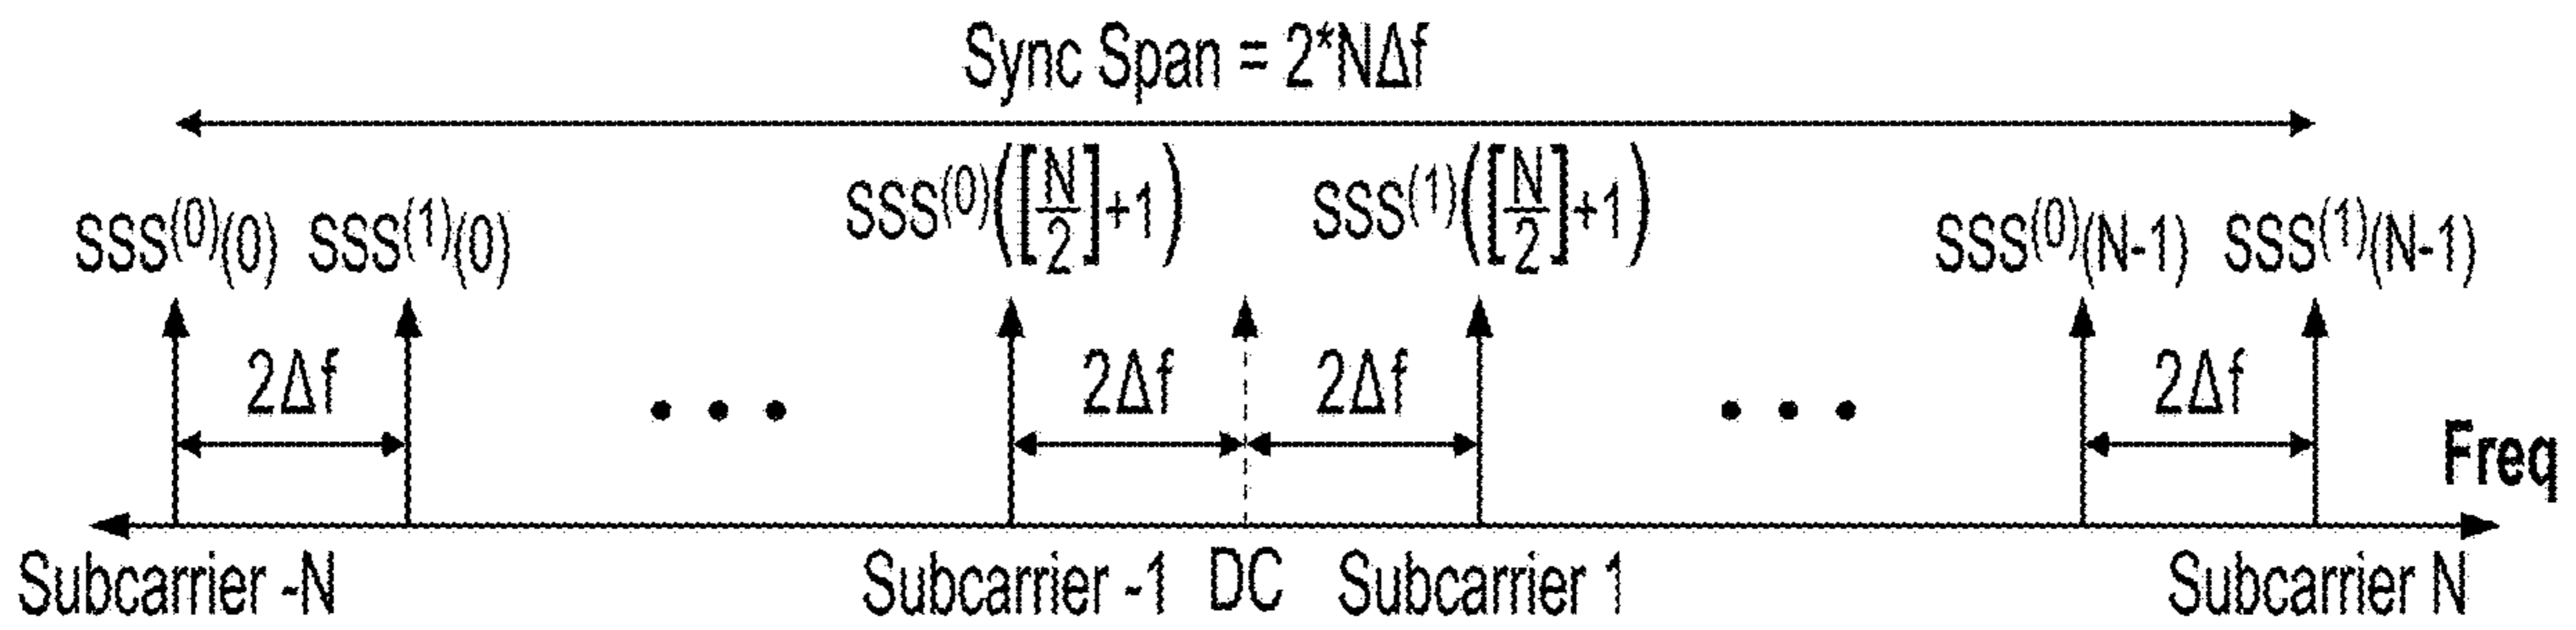 Sync Span = 2*NΔf
SSS(0)(0) SSS(1)(0) SSS(0)([N/2]+1) SSS(1)([N/2]+1) SSS(0)(N-1) SSS(1)(N-1)
2Δf 2Δf 2Δf 2Δf
Freq
Subcarrier -N Subcarrier -1 DC Subcarrier 1 Subcarrier N